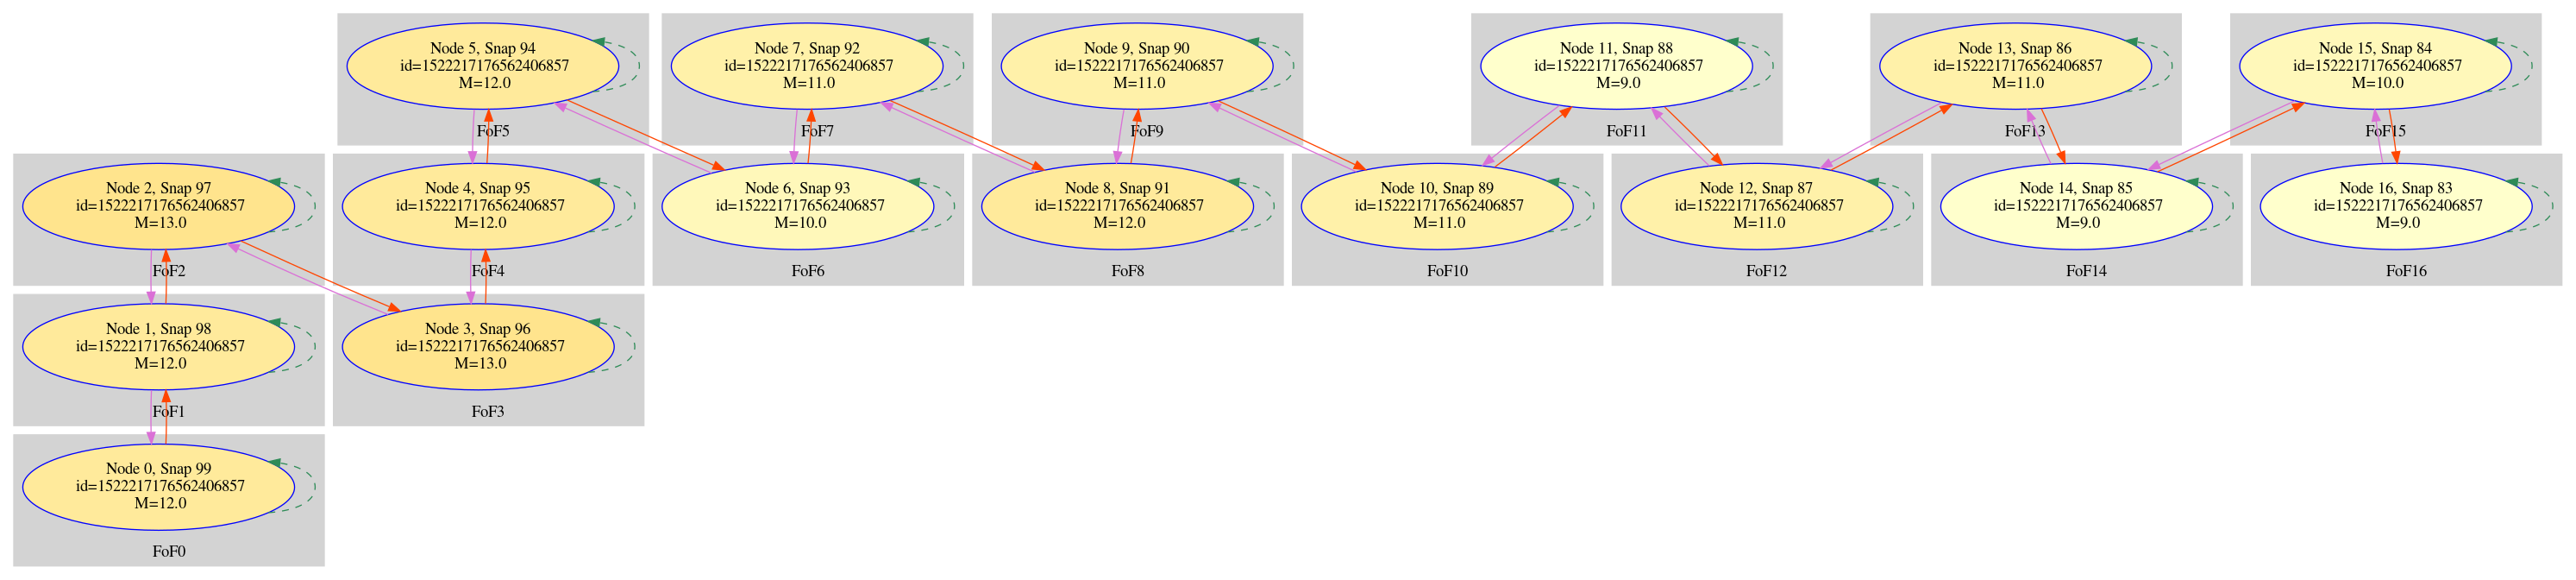 Node 5, Snap 94
id=1522217176562406857
M=12.0
FoF5
Node 7, Snap 92
id=1522217176562406857
M=11.0
FoF7
Node 9, Snap 90
id=1522217176562406857
M=11.0
FoF9
Node 11, Snap 88
id=1522217176562406857
M=9.0
FoF11
Node 13, Snap 86
id=1522217176562406857
M=11.0
FoF13
Node 15, Snap 84
id=1522217176562406857
M=10.0
FoF15
Node 2, Snap 97
id=1522217176562406857
M=13.0
FoF2
Node 4, Snap 95
id=1522217176562406857
M=12.0
FoF4
Node 6, Snap 93
id=1522217176562406857
M=10.0
FoF6
Node 8, Snap 91
id=1522217176562406857
M=12.0
FoF8
Node 10, Snap 89
id=1522217176562406857
M=11.0
FoF10
Node 12, Snap 87
id=1522217176562406857
M=11.0
FoF12
Node 14, Snap 85
id=1522217176562406857
M=9.0
FoF14
Node 16, Snap 83
id=1522217176562406857
M=9.0
FoF16
Node 1, Snap 98
id=1522217176562406857
M=12.0
FoF1
Node 3, Snap 96
id=1522217176562406857
M=13.0
FoF3
Node 0, Snap 99
id=1522217176562406857
M=12.0
FoF0